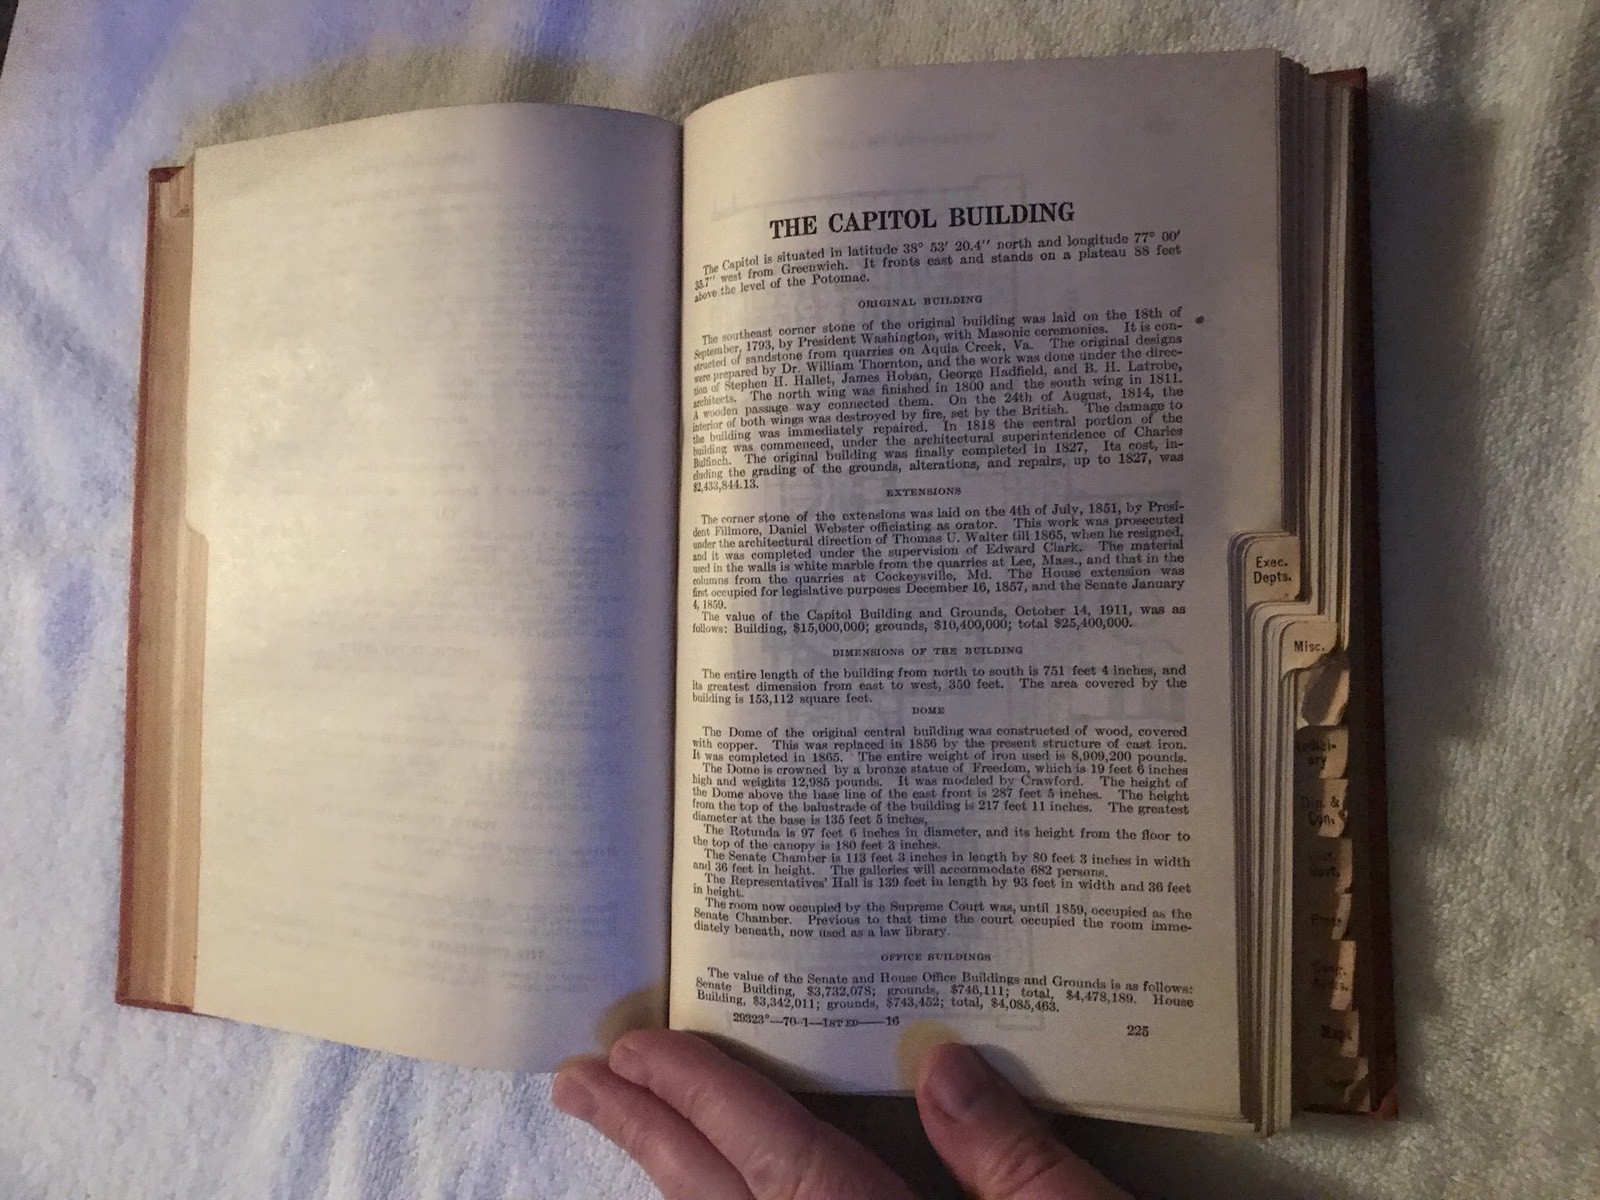 THE CAPITOL BUILDING
The Capitol is situated in latitude 38° 53′ 20.4″ north and longitude 77° 00′
35.7″ west from Greenwich. It fronts east and stands on a plateau 88 feet
above the level of the Potomac.
ORIGINAL BUILDING
The southeast corner stone of the original building was laid on the 18th of
September, 1793, by President Washington, with Masonic ceremonies. It is con-
structed of sandstone from quarries on Aquia Creek, Va. The original designs
were prepared by Dr. William Thornton, and the work was done under the direc-
tion of Stephen H. Hallet, James Hoban, George Hadfield, and B. H. Latrobe,
architects. The north wing was finished in 1800 and the south wing in 1811.
A wooden passage way connected them. On the 24th of August, 1814, the
interior of both wings was destroyed by fire, set by the British. The damage to
the building was immediately repaired. In 1818 the central portion of the
building was commenced, under the architectural superintendence of Charles
Bulfinch. The original building was finally completed in 1827, Its cost, in-
cluding the grading of the grounds, alterations, and repairs, up to 1827, was
$2,433,844.13.
EXTENSIONS
The corner stone of the extensions was laid on the 4th of July, 1851, by Presi-
dent Fillmore, Daniel Webster officiating as orator. This work was prosecuted
under the architectural direction of Thomas U. Walter till 1865, when he resigned,
and it was completed under the supervision of Edward Clark. The material
used in the walls is white marble from the quarries at Lee, Mass., and that in the
columns from the quarries at Cockeysville, Md. The House extension was
first occupied for legislative purposes December 16, 1857, and the Senate January
4, 1859.
The value of the Capitol Building and Grounds, October 14, 1911, was as
follows: Building, $15,000,000; grounds, $10,400,000; total $25,400,000.
DIMENSIONS OF THE BUILDING
The entire length of the building from north to south is 751 feet 4 inches, and
its greatest dimension from east to west, 350 feet. The area covered by the
building is 153,112 square feet.
DOME
The Dome of the original central building was constructed of wood, covered
with copper. This was replaced in 1856 by the present structure of cast iron.
It was completed in 1865. The entire weight of iron used is 8,909,200 pounds.
The Dome is crowned by a bronze statue of Freedom, which is 19 feet 6 inches
high and weights 12,985 pounds. It was modeled by Crawford. The height of
the Dome above the base line of the east front is 287 feet 5 inches. The height
from the top of the balustrade of the building is 217 feet 11 inches. The greatest
diameter at the base is 135 feet 5 inches,
The Rotunda is 97 feet 6 inches in diameter, and its height from the floor to
the top of the canopy is 180 feet 3 inches.
The Senate Chamber is 113 feet 3 inches in length by 80 feet 3 inches in width
and 36 feet in height. The galleries will accommodate 682 persons.
The Representatives' Hall is 139 feet in length by 93 feet in width and 36 feet
in height.
The room now occupied by the Supreme Court was, until 1859, occupied as the
Senate Chamber. Previous to that time the court occupied the room imme-
diately beneath, now used as a law library.
OFFICE BUILDINGS
The value of the Senate and House Office Buildings and Grounds is as follows:
Senate Building, $3,732,078; grounds, $746,111; total, $4,478,189. House
Building, $3,342,011; grounds, $743,452; total, $4,085,463.
29323°—70-1—1ST ED——16
225
Exec.
Depts.
Misc.
Con.
Maps